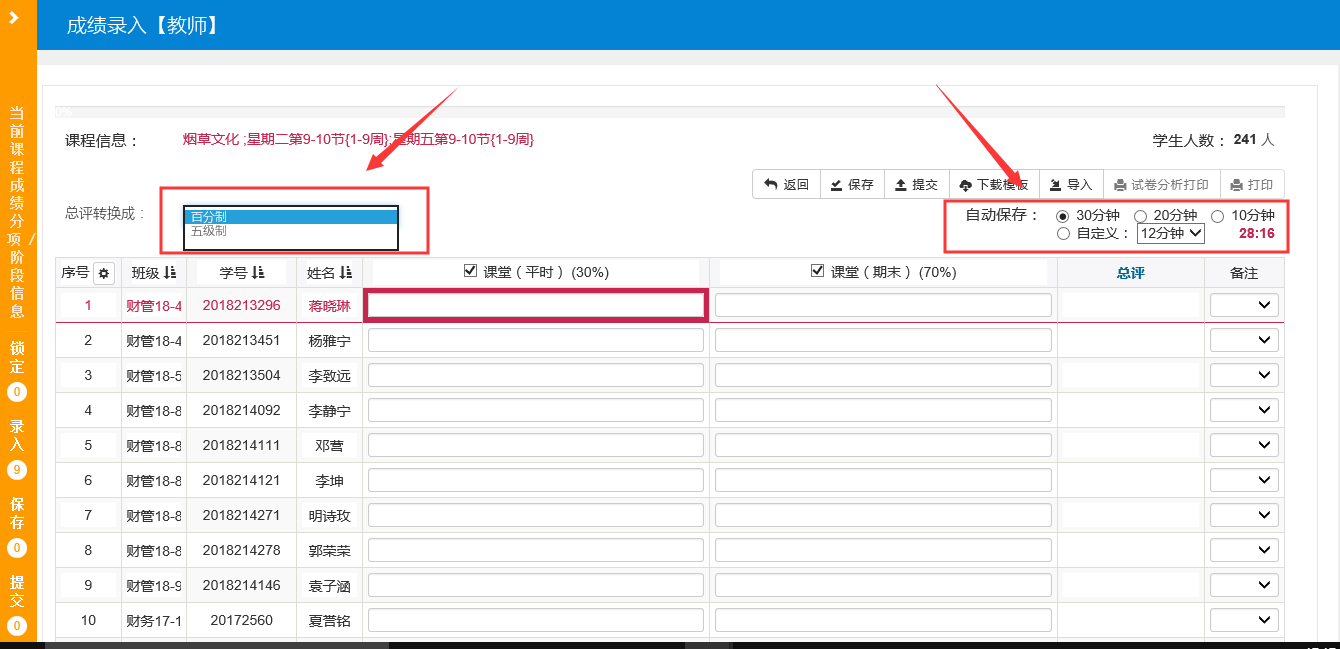 成绩录入【教师】
课程信息： 烟草文化 ;星期二第9-10节{1-9周};星期五第9-10节{1-9周} 学生人数： 241 人
返回 保存 提交 下载模板 导入 试卷分析打印 打印
总评转换成：
百分制
五级制
自动保存： 30分钟 20分钟 10分钟
自定义： 12分钟 28:16
序号 班级 学号 姓名 课堂（平时）(30%) 课堂（期末）(70%) 总评 备注
1 财管18-4 2018213296 蒋晓琳
2 财管18-4 2018213451 杨雅宁
3 财管18-5 2018213504 李致远
4 财管18-8 2018214092 李静宁
5 财管18-8 2018214111 邓营
6 财管18-8 2018214121 李坤
7 财管18-8 2018214271 明诗玫
8 财管18-8 2018214278 郭荣荣
9 财管18-9 2018214146 袁子涵
10 财务17-1 20172560 夏誉铭
当前课程成绩分项/阶段信息
锁定 0
录入 9
保存 0
提交 0